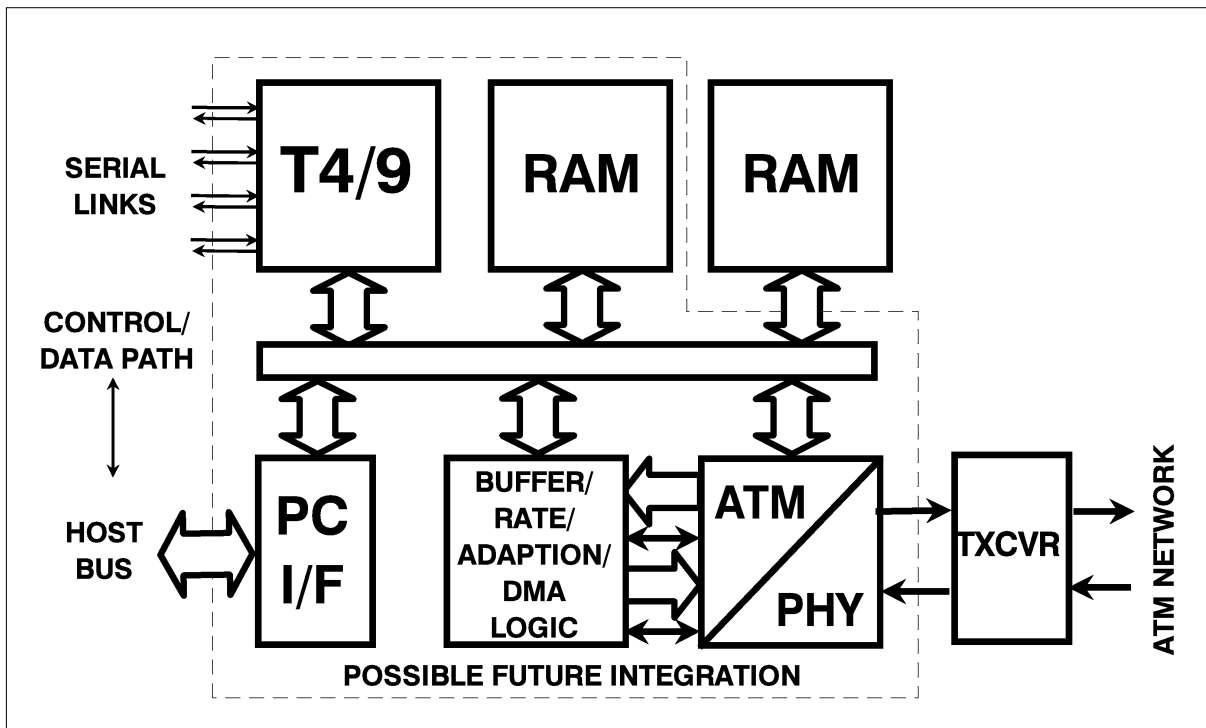 T4/9
RAM
RAM
SERIAL
LINKS
CONTROL/
DATA PATH
HOST
BUS
PC
I/F
BUFFER/
RATE/
ADAPTION/
DMA
LOGIC
ATM
PHY
TXCVR
ATM NETWORK
POSSIBLE FUTURE INTEGRATION